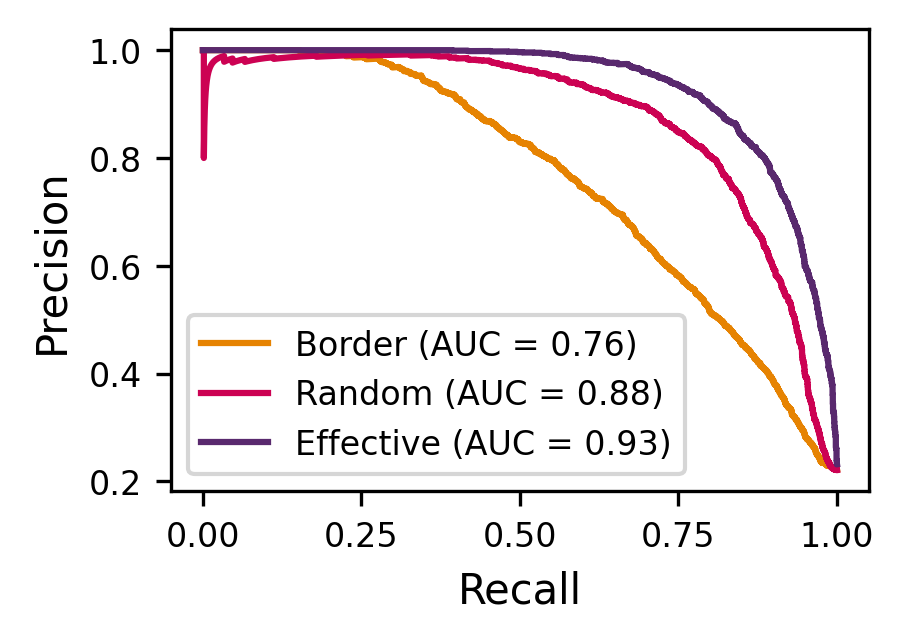 1.0
0.8
0.6
0.4
0.2
Precision
Border (AUC = 0.76)
Random (AUC = 0.88)
Effective (AUC = 0.93)
0.00 0.25 0.50 0.75 1.00
Recall